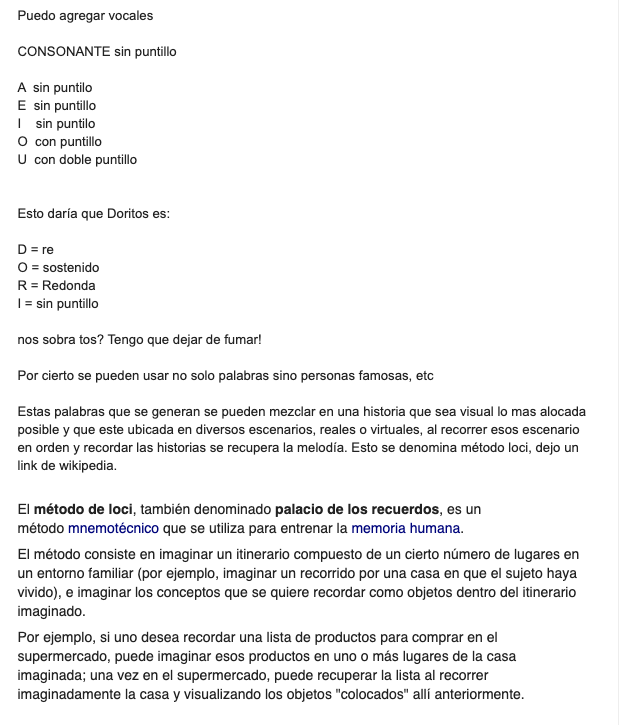 Puedo agregar vocales
CONSONANTE sin puntillo
A sin puntilo
E sin puntillo
I sin puntilo
O con puntillo
U con doble puntillo
Esto daría que Doritos es:
D = re
O = sostenido
R = Redonda
I = sin puntillo
nos sobra tos? Tengo que dejar de fumar!
Por cierto se pueden usar no solo palabras sino personas famosas, etc
Estas palabras que se generan se pueden mezclar en una historia que sea visual lo mas alocada
posible y que este ubicada en diversos escenarios, reales o virtuales, al recorrer esos escenario
en orden y recordar las historias se recupera la melodía. Esto se denomina método loci, dejo un
link de wikipedia.
El método de loci, también denominado palacio de los recuerdos, es un
método mnemotécnico que se utiliza para entrenar la memoria humana.
El método consiste en imaginar un itinerario compuesto de un cierto número de lugares en
un entorno familiar (por ejemplo, imaginar un recorrido por una casa en que el sujeto haya
vivido), e imaginar los conceptos que se quiere recordar como objetos dentro del itinerario
imaginado.
Por ejemplo, si uno desea recordar una lista de productos para comprar en el
supermercado, puede imaginar esos productos en uno o más lugares de la casa
imaginada; una vez en el supermercado, puede recuperar la lista al recorrer
imaginadamente la casa y visualizando los objetos "colocados" allí anteriormente.